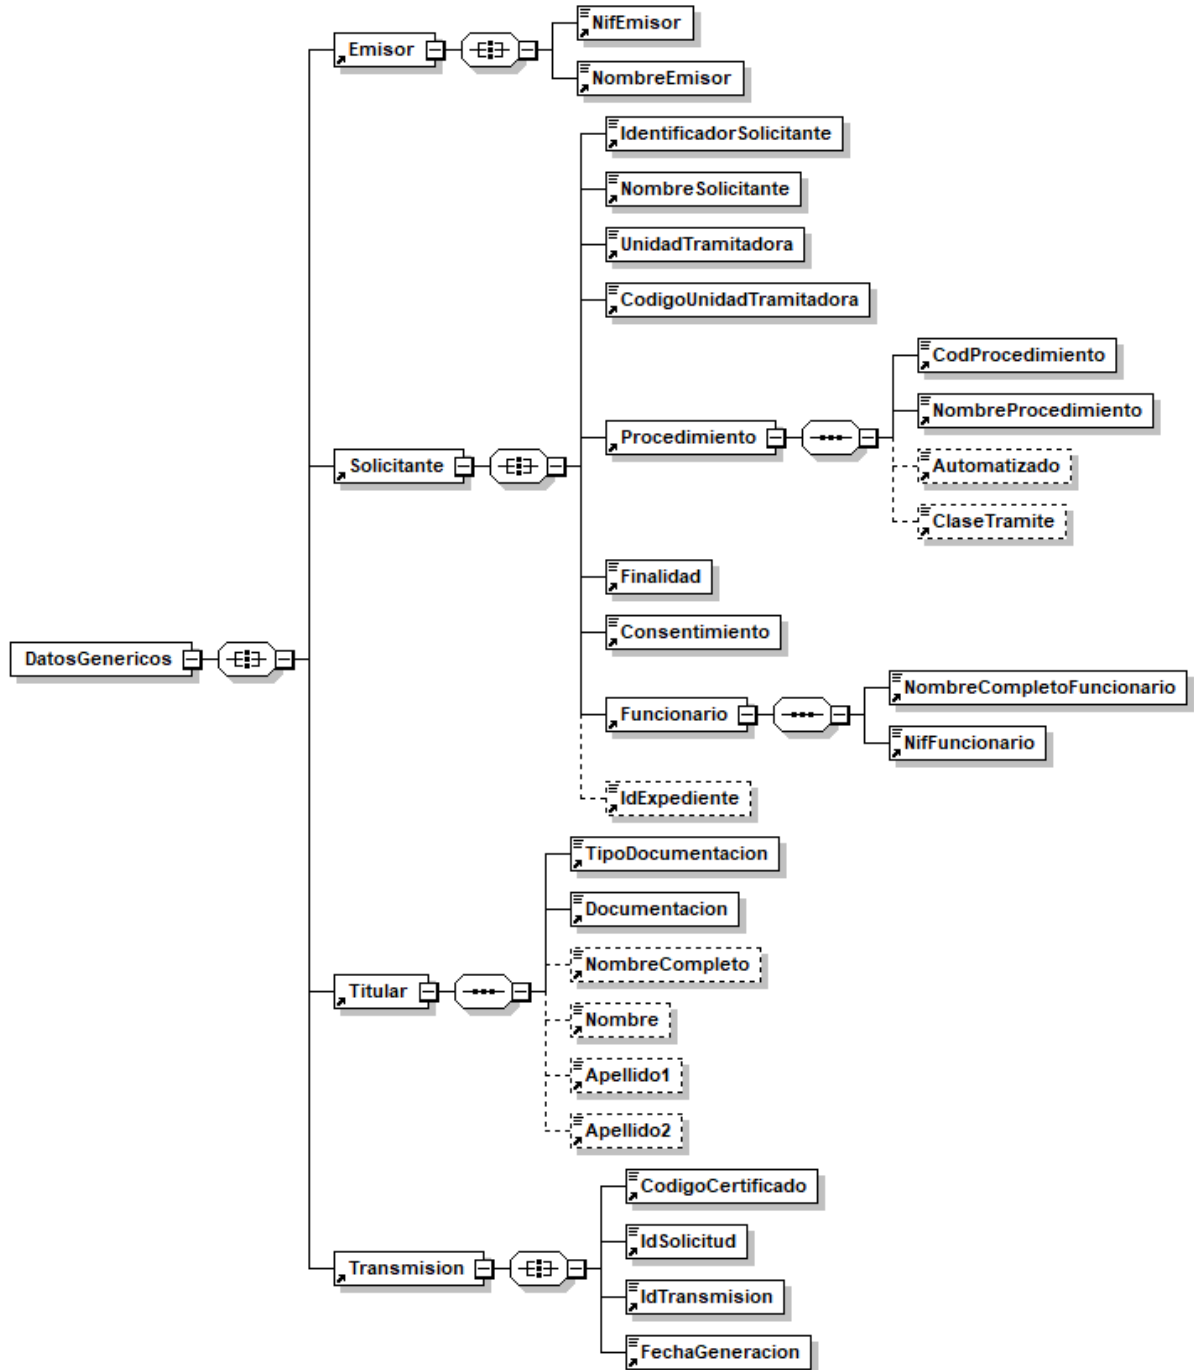 Emisor
NifEmisor
NombreEmisor
IdentificadorSolicitante
NombreSolicitante
UnidadTramitadora
CodigoUnidadTramitadora
CodProcedimiento
NombreProcedimiento
Procedimiento
Automatizado
Solicitante
ClaseTramite
Finalidad
Consentimiento
DatosGenericos
NombreCompletoFuncionario
Funcionario
NifFuncionario
IdExpediente
TipoDocumentacion
Documentacion
NombreCompleto
Titular
Nombre
Apellido1
Apellido2
CodigoCertificado
IdSolicitud
Transmision
IdTransmision
FechaGeneracion